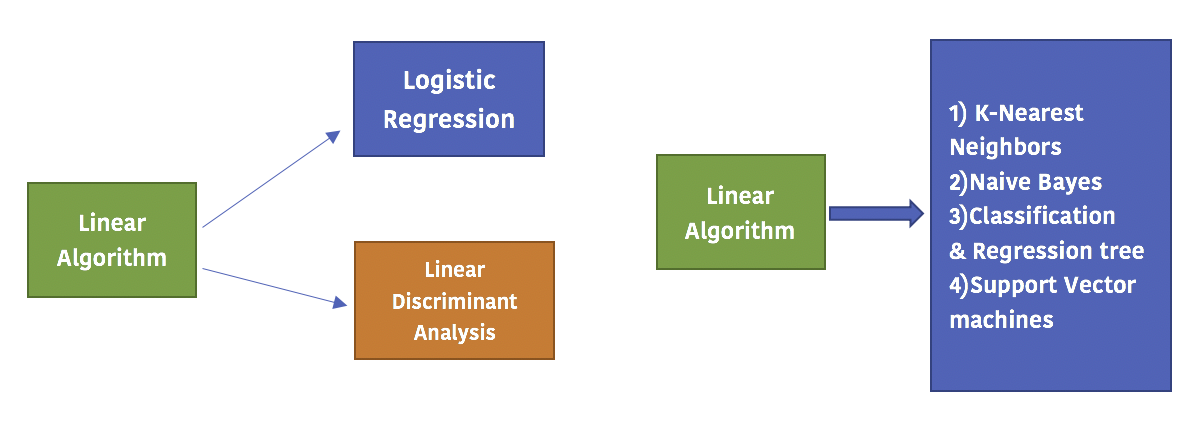 Linear
Algorithm
Logistic
Regression
Linear
Discriminant
Analysis
Linear
Algorithm
1) K-Nearest
Neighbors
2)Naive Bayes
3)Classification
& Regression tree
4)Support Vector
machines